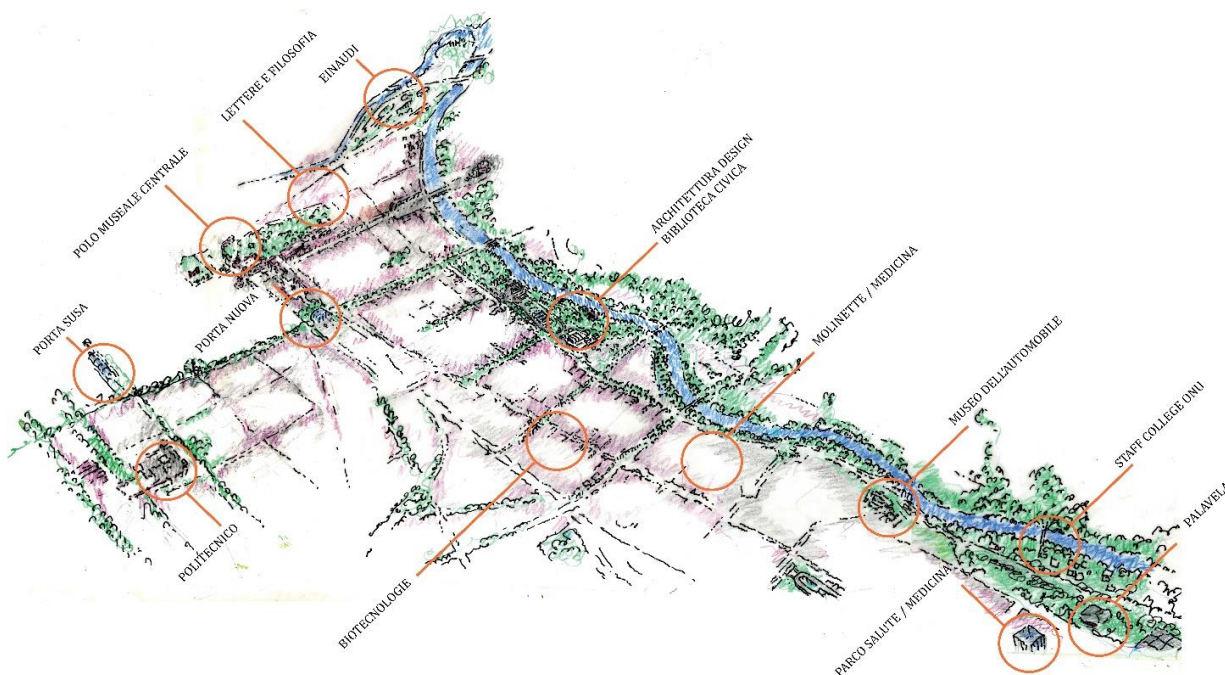 EINAUDI
LETTERE E FILOSOFIA
POLO MUSEALE CENTRALE
ARCHITETTURA DESIGN
BIBLIOTECA CIVICA
PORTA NUOVA
PORTA SUSA
MOLINETTE / MEDICINA
MUSEO DELL'AUTOMOBILE
STAFF COLLEGE ONU
PALAVELA
POLITECNICO
BIOTECNOLOGIE
PARCO SALUTE / MEDICINA